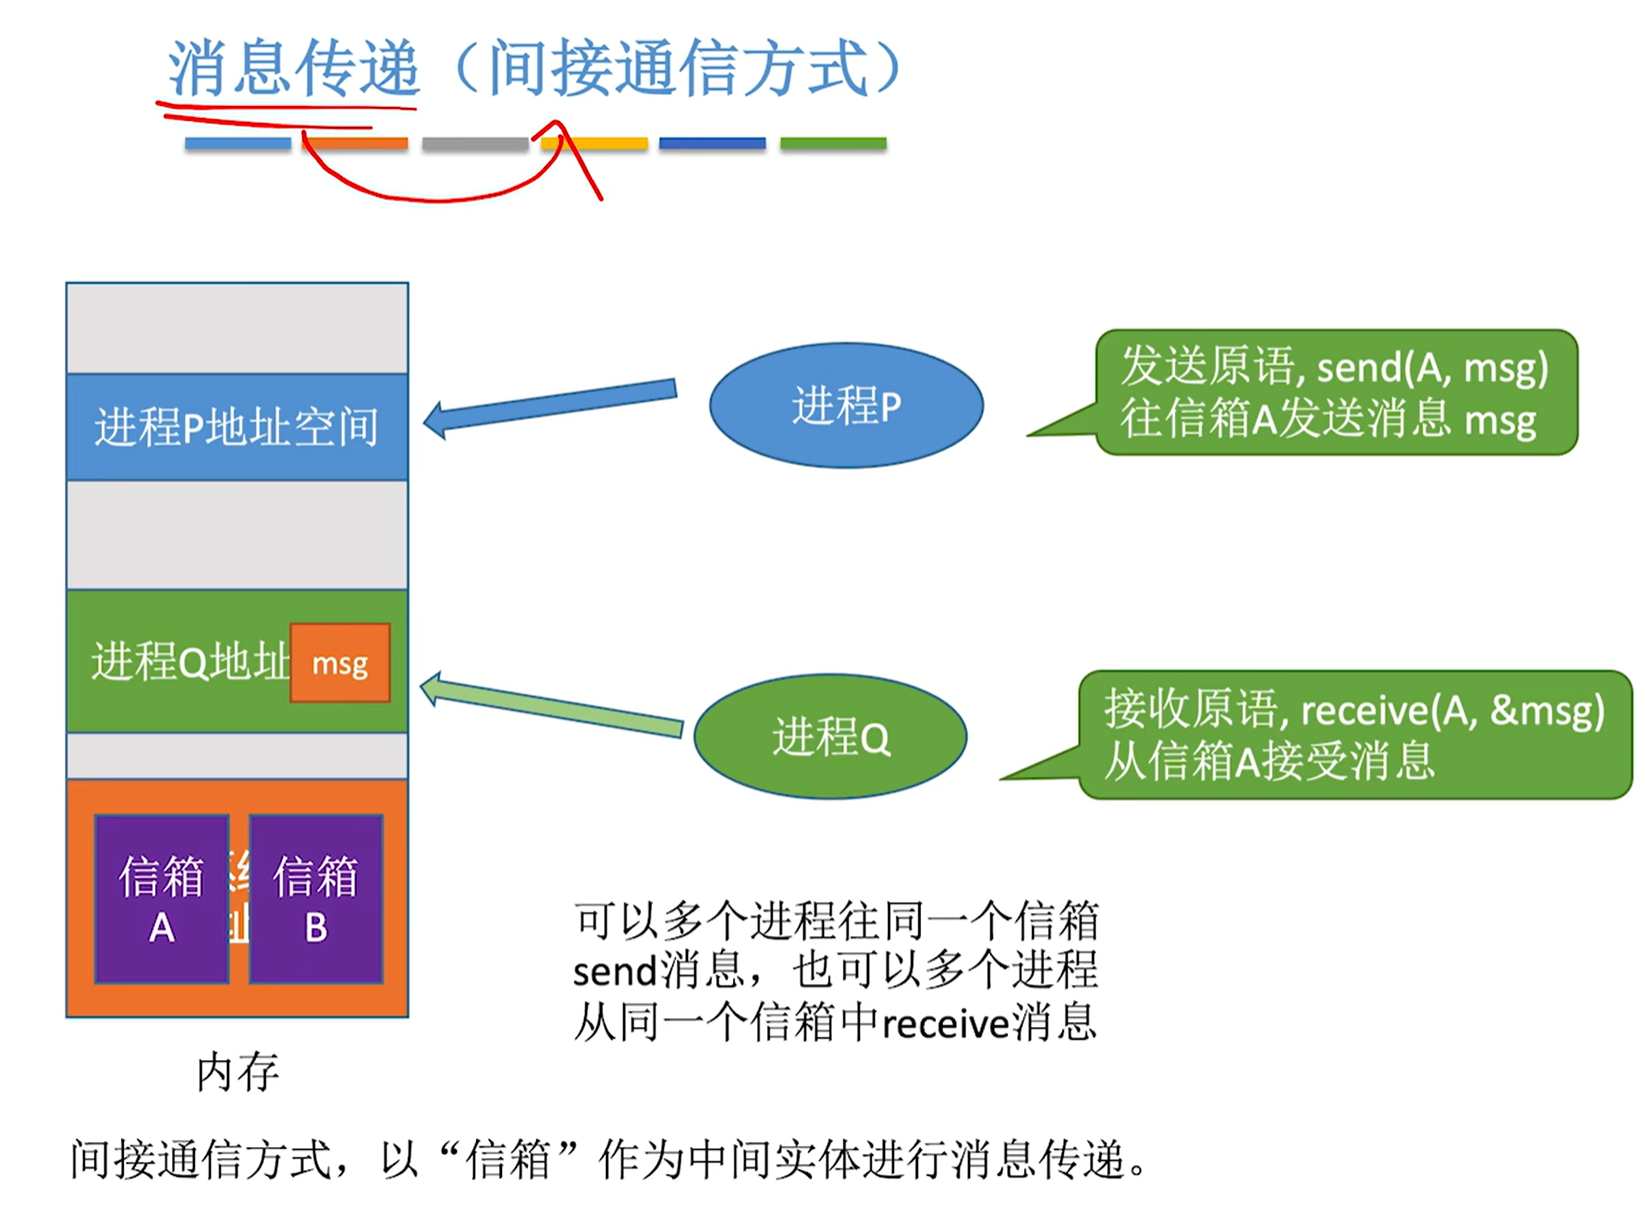 消息传递（间接通信方式）
进程P地址空间
进程P
发送原语, send(A, msg)
往信箱A发送消息 msg
进程Q地址
msg
进程Q
接收原语, receive(A, &msg)
从信箱A接受消息
信箱
A
信箱
B
可以多个进程往同一个信箱
send消息，也可以多个进程
从同一个信箱中receive消息
内存
间接通信方式，以“信箱”作为中间实体进行消息传递。